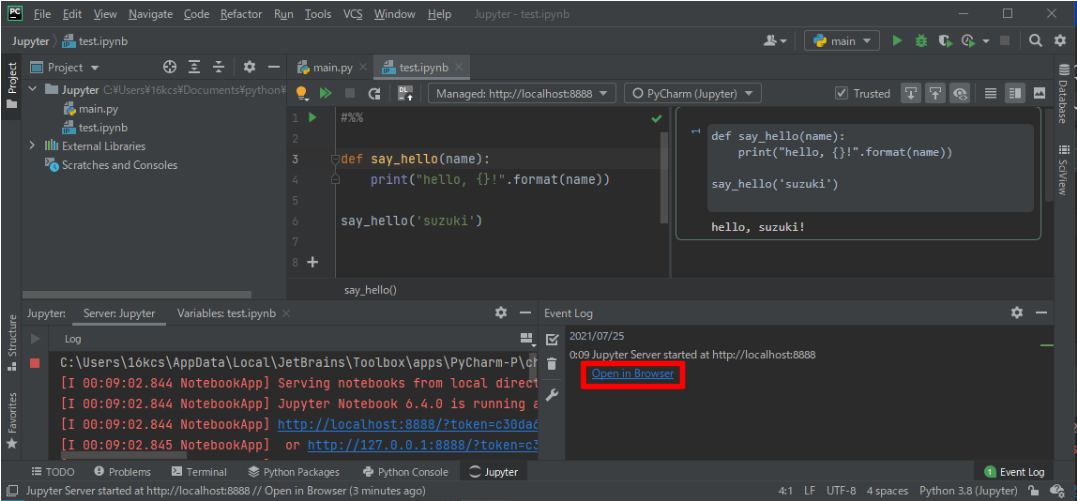 PC File Edit View Navigate Code Refactor Run Tools VCS Window Help Jupyter - test.ipynb
Jupyter test.ipynb main
Project main.py test.ipynb
Project
Jupyter C:¥Users¥16kcs¥Documents¥python¥
main.py
test.ipynb
External Libraries
Scratches and Consoles
DL Managed: http://localhost:8888 PyCharm (Jupyter) Trusted
1 #%%
2
3 def say_hello(name):
4 print("hello, {}!".format(name))
5
6 say_hello('suzuki')
7
8 +
say_hello()
1 def say_hello(name):
print("hello, {}!".format(name))
say_hello('suzuki')
hello, suzuki!
Database
SciView
Structure
Favorites
Jupyter: Server: Jupyter Variables: test.ipynb
Log
C:\Users\16kcs\AppData\Local\JetBrains\Toolbox\apps\PyCharm-P\ch
[I 00:09:02.844 NotebookApp] Serving notebooks from local direct
[I 00:09:02.844 NotebookApp] Jupyter Notebook 6.4.0 is running a
[I 00:09:02.844 NotebookApp] http://localhost:8888/?token=c30da6
[I 00:09:02.845 NotebookApp] or http://127.0.0.1:8888/?token=c3
Event Log
2021/07/25
0:09 Jupyter Server started at http://localhost:8888
Open in Browser
TODO Problems Terminal Python Packages Python Console Jupyter 1 Event Log
Jupyter Server started at http://localhost:8888 // Open in Browser (3 minutes ago) 4:1 LF UTF-8 4 spaces Python 3.8 (Jupyter)